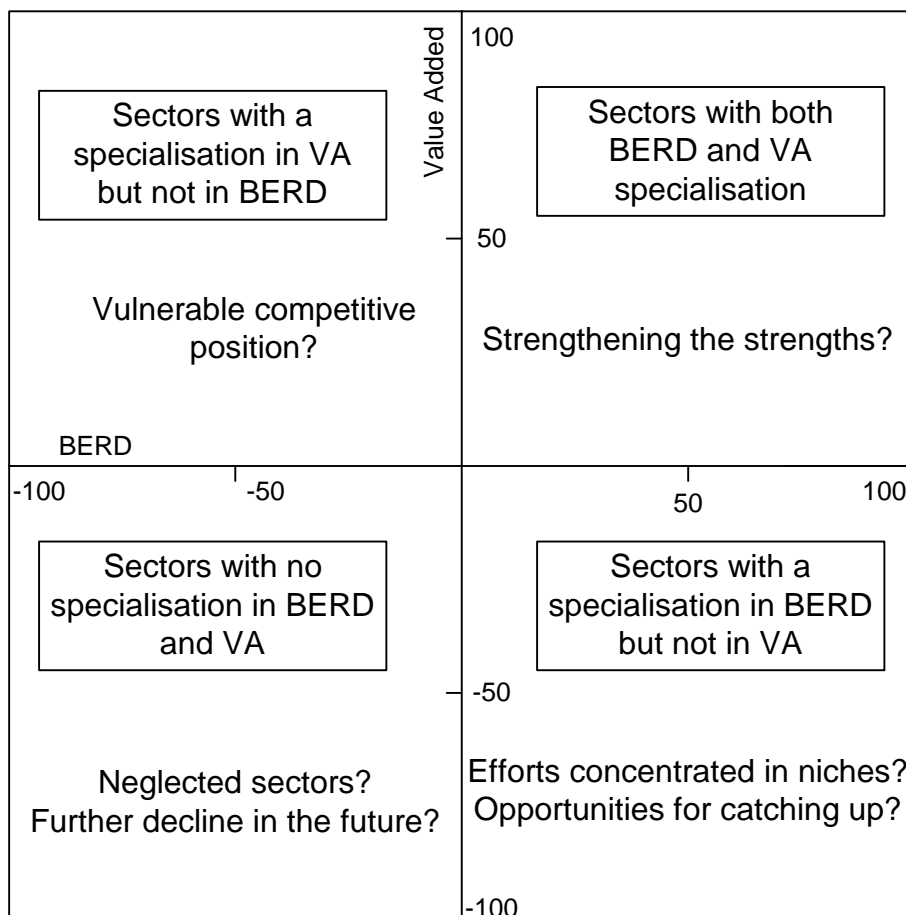 Value Added
100
Sectors with a
specialisation in VA
but not in BERD
Sectors with both
BERD and VA
specialisation
50
Vulnerable competitive
position?
Strengthening the strengths?
BERD
-100
-50
50
100
Sectors with no
specialisation in BERD
and VA
Sectors with a
specialisation in BERD
but not in VA
-50
Neglected sectors?
Further decline in the future?
Efforts concentrated in niches?
Opportunities for catching up?
-100